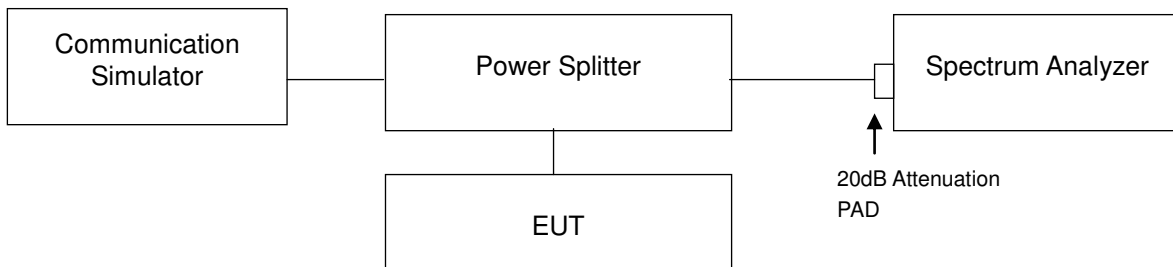 Communication
Simulator
Power Splitter
Spectrum Analyzer
20dB Attenuation
PAD
EUT